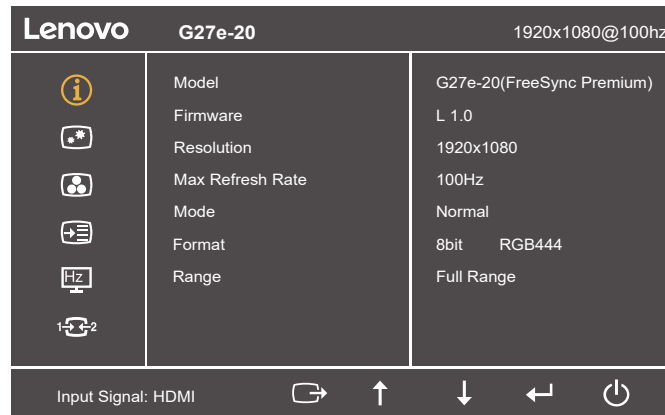 Lenovo G27e-20 1920x1080@100hz
Model G27e-20(FreeSync Premium)
Firmware L 1.0
Resolution 1920x1080
Max Refresh Rate 100Hz
Mode Normal
Format 8bit RGB444
Range Full Range
Hz
1 2
Input Signal: HDMI